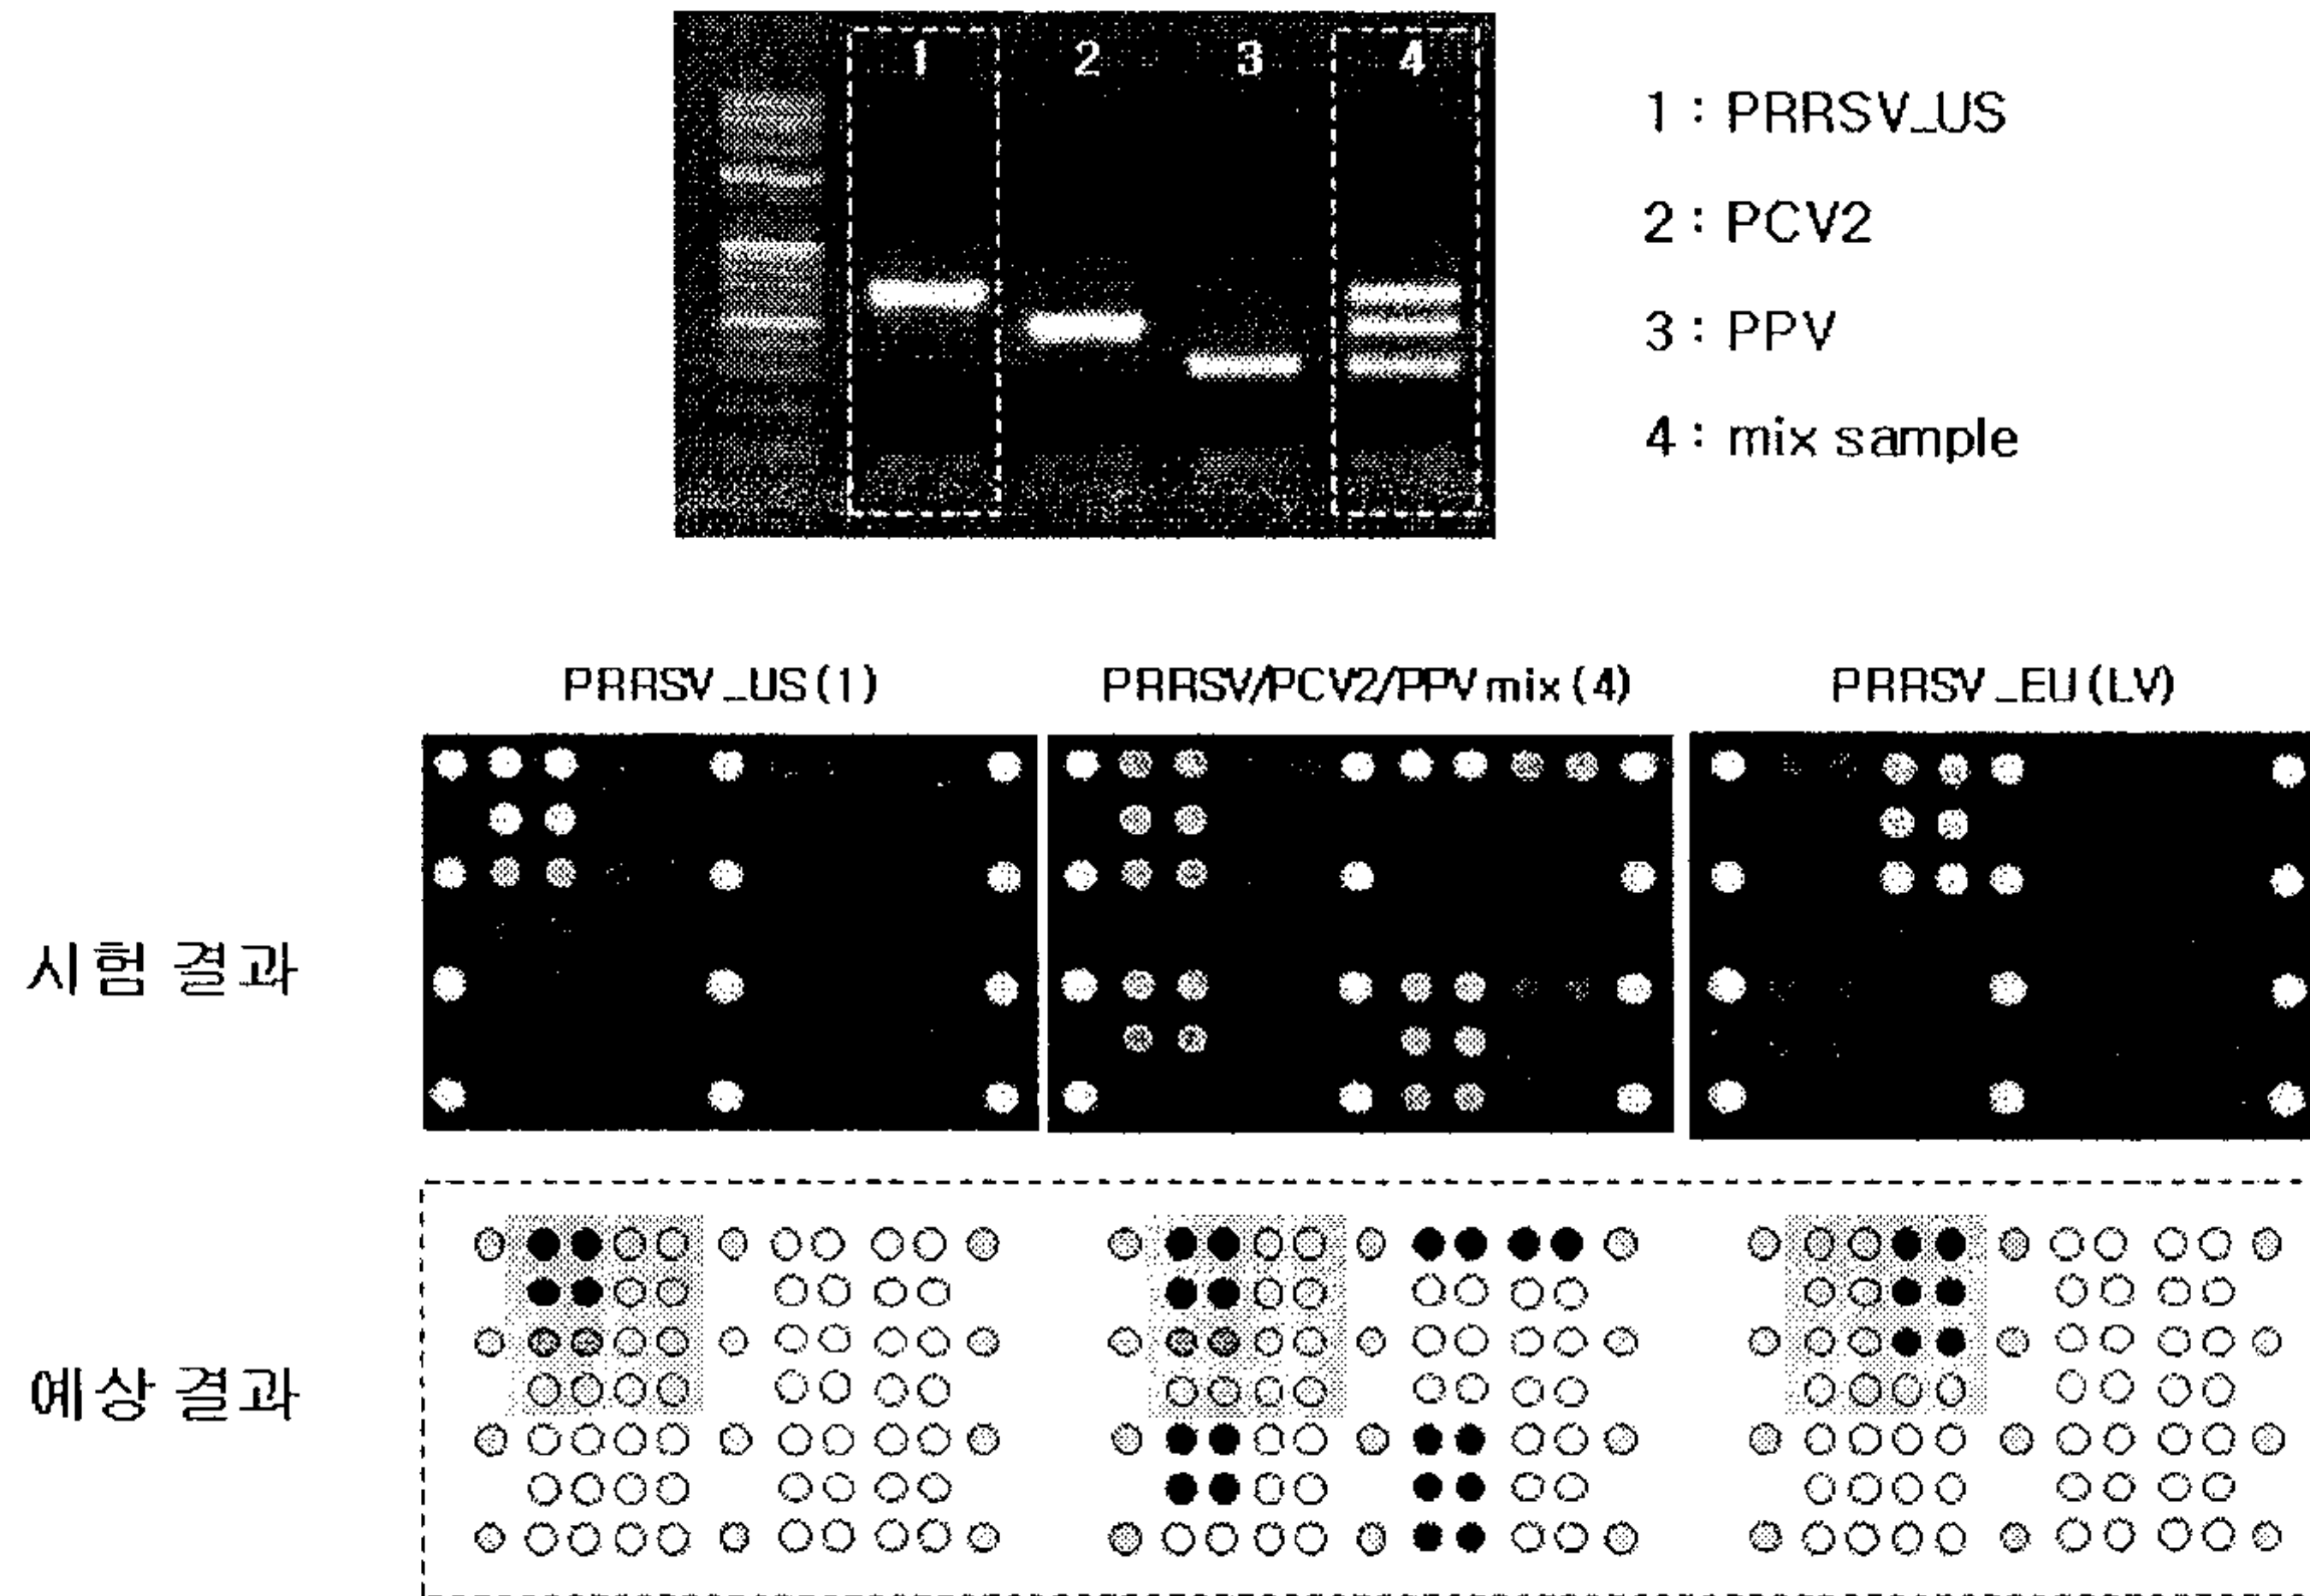 1 2 3 4
1 : PRRSV_US
2 : PCV2
3 : PPV
4 : mix sample
PRRSV_US(1) PRRSV/PCV2/PPV mix(4) PRRSV_EU(LV)
시험 결과
예상 결과